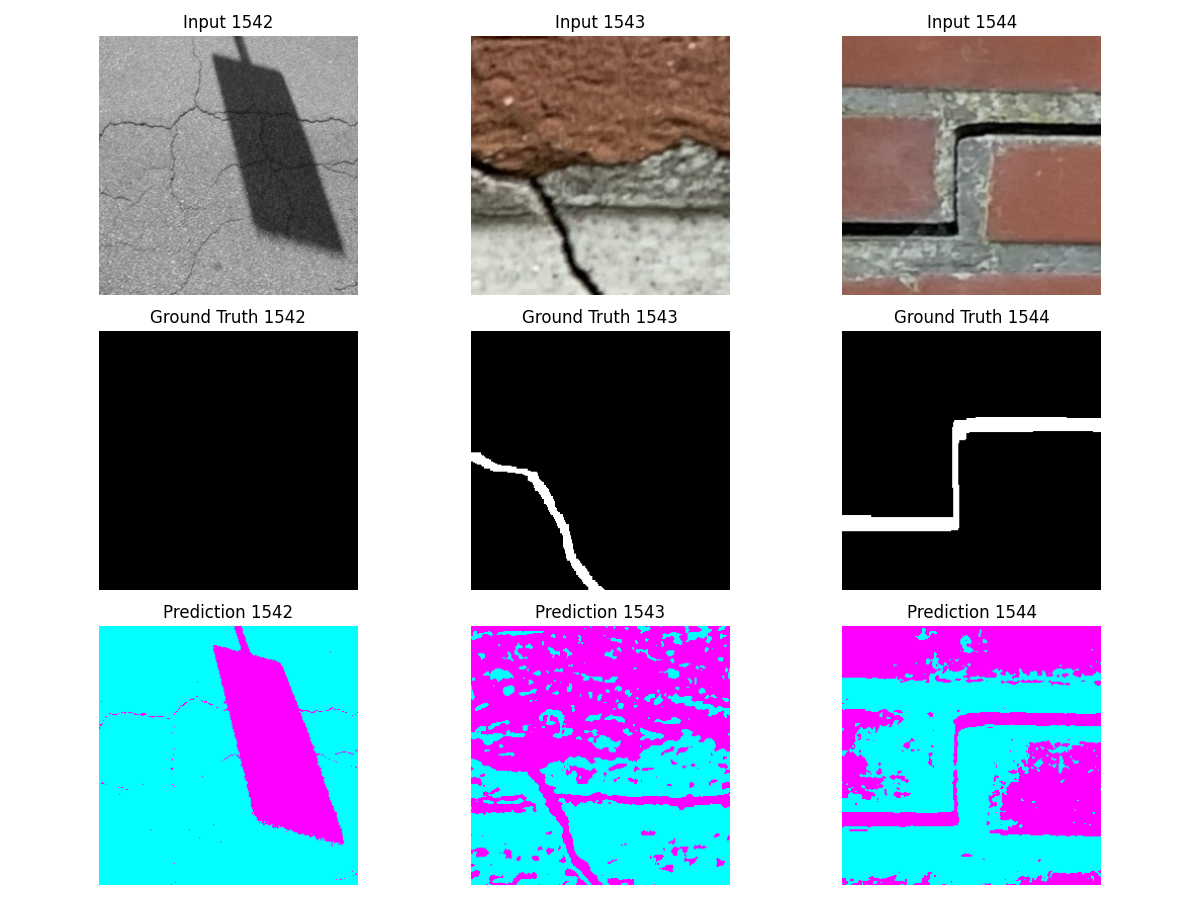 Input 1542
Input 1543
Input 1544
Ground Truth 1542
Ground Truth 1543
Ground Truth 1544
Prediction 1542
Prediction 1543
Prediction 1544